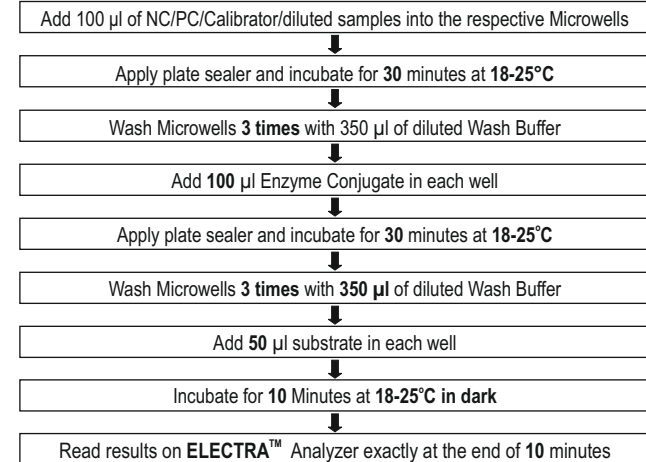 Add 100 µl of NC/PC/Calibrator/diluted samples into the respective Microwells
Apply plate sealer and incubate for 30 minutes at 18-25°C
Wash Microwells 3 times with 350 µl of diluted Wash Buffer
Add 100 µl Enzyme Conjugate in each well
Apply plate sealer and incubate for 30 minutes at 18-25°C
Wash Microwells 3 times with 350 µl of diluted Wash Buffer
Add 50 µl substrate in each well
Incubate for 10 Minutes at 18-25°C in dark
Read results on ELECTRA™ Analyzer exactly at the end of 10 minutes